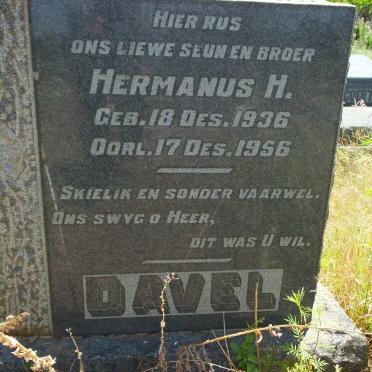 Hier rus
ons liewe seun en broer
Hermanus H.
Geb. 18 Des. 1936
Oorl. 17 Des. 1956
Skielik en sonder vaarwel.
Ons swyg o Heer,
dit was U wil.
DAVEL